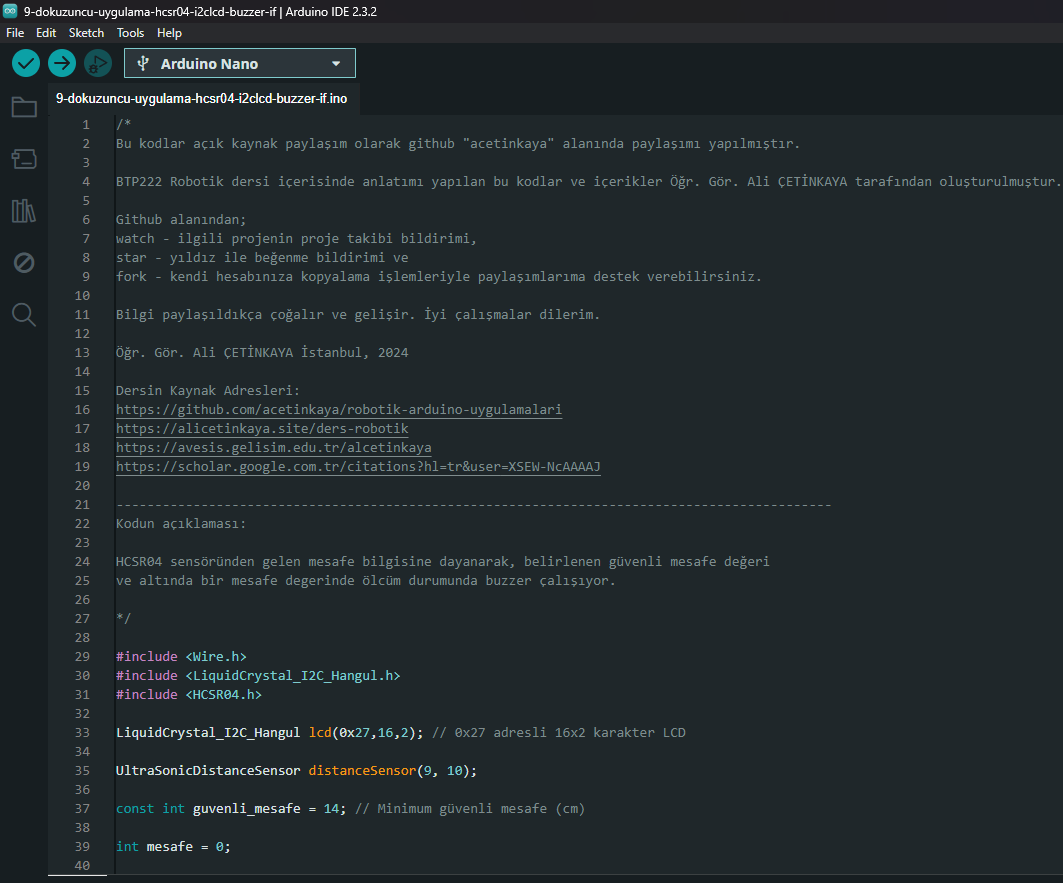 9-dokuzuncu-uygulama-hcsr04-i2clcd-buzzer-if | Arduino IDE 2.3.2
File Edit Sketch Tools Help
Arduino Nano
9-dokuzuncu-uygulama-hcsr04-i2clcd-buzzer-if.ino
1 /*
2 Bu kodlar açık kaynak paylaşım olarak github "acetinkaya" alanında paylaşımı yapılmıştır.
3
4 BTP222 Robotik dersi içerisinde anlatımı yapılan bu kodlar ve içerikler Öğr. Gör. Ali ÇETİNKAYA tarafından oluşturulmuştur.
5
6 Github alanından;
7 watch - ilgili projenin proje takibi bildirimi,
8 star - yıldız ile beğenme bildirimi ve
9 fork - kendi hesabınıza kopyalama işlemleriyle paylaşımlarıma destek verebilirsiniz.
10
11 Bilgi paylaşıldıkça çoğalır ve gelişir. İyi çalışmalar dilerim.
12
13 Öğr. Gör. Ali ÇETİNKAYA İstanbul, 2024
14
15 Dersin Kaynak Adresleri:
16 https://github.com/acetinkaya/robotik-arduino-uygulamalari
17 https://alicetinkaya.site/ders-robotik
18 https://avesis.gelisim.edu.tr/alcetinkaya
19 https://scholar.google.com.tr/citations?hl=tr&user=XSEW-NcAAAAJ
20
21 ---------------------------------------------------------------------------------------------
22 Kodun açıklaması:
23
24 HCSR04 sensöründen gelen mesafe bilgisine dayanarak, belirlenen güvenli mesafe değeri
25 ve altında bir mesafe degerinde ölcüm durumunda buzzer çalışıyor.
26
27 */
28
29 #include <Wire.h>
30 #include <LiquidCrystal_I2C_Hangul.h>
31 #include <HCSR04.h>
32
33 LiquidCrystal_I2C_Hangul lcd(0x27,16,2); // 0x27 adresli 16x2 karakter LCD
34
35 UltraSonicDistanceSensor distanceSensor(9, 10);
36
37 const int guvenli_mesafe = 14; // Minimum güvenli mesafe (cm)
38
39 int mesafe = 0;
40